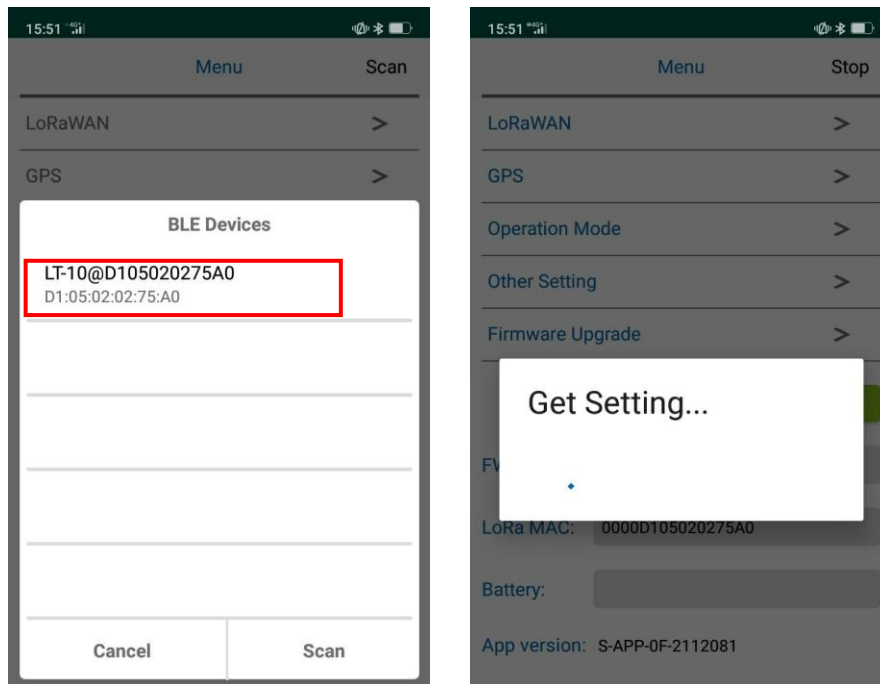 15:51
Menu
Scan
LoRaWAN
GPS
BLE Devices
LT-10@D105020275A0
D1:05:02:02:75:A0
Cancel
Scan
15:51
Menu
Stop
LoRaWAN
GPS
Operation Mode
Other Setting
Firmware Upgrade
Get Setting...
LoRa MAC: 0000D105020275A0
Battery:
App version: S-APP-0F-2112081